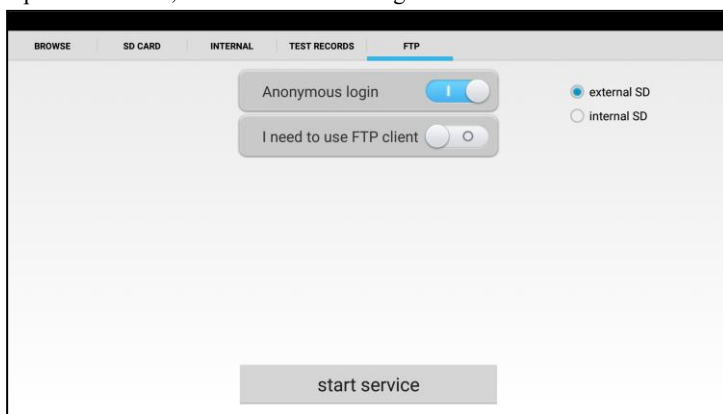 BROWSE SD CARD INTERNAL TEST RECORDS FTP
Anonymous login
external SD
internal SD
I need to use FTP client
start service